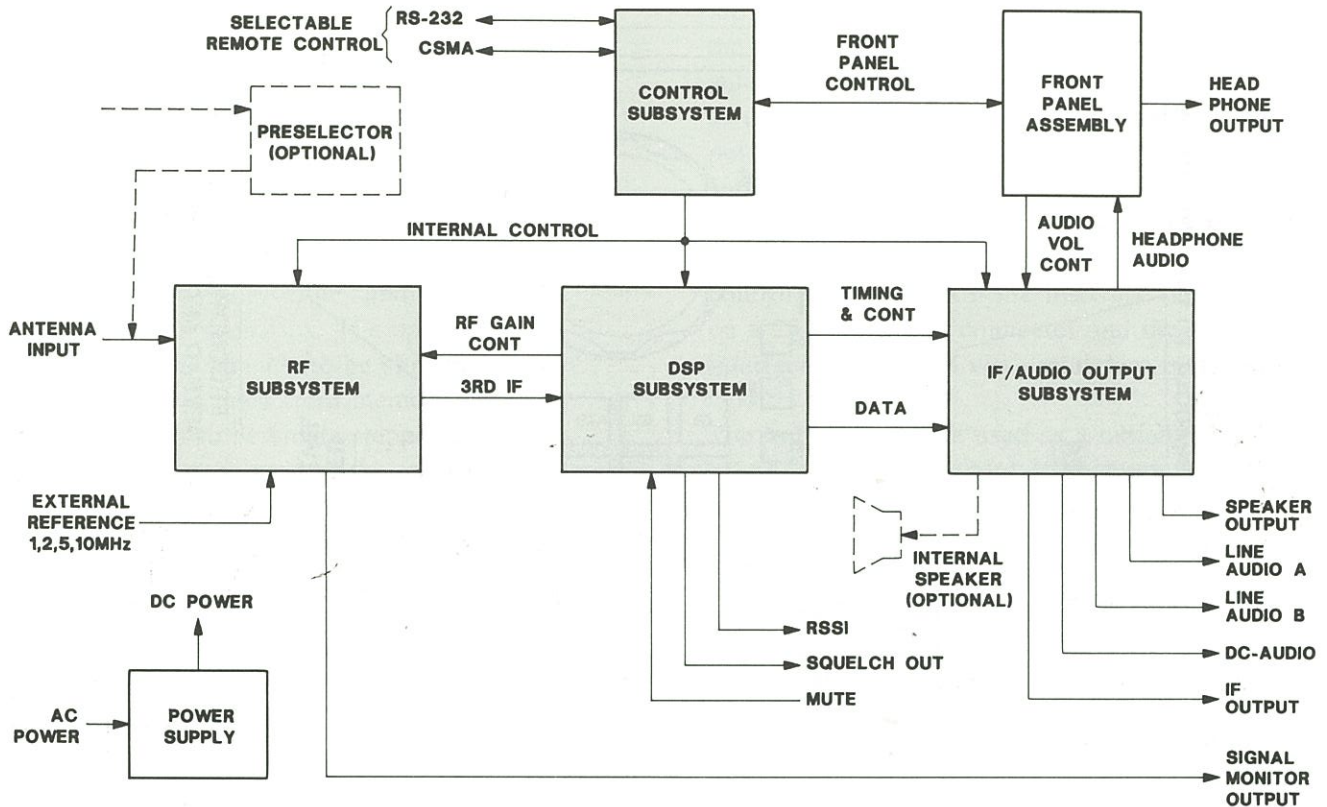 SELECTABLE
REMOTE CONTROL
RS-232
CSMA
CONTROL
SUBSYSTEM
FRONT
PANEL
CONTROL
FRONT
PANEL
ASSEMBLY
HEAD
PHONE
OUTPUT
PRESELECTOR
(OPTIONAL)
INTERNAL CONTROL
AUDIO
VOL
CONT
HEADPHONE
AUDIO
ANTENNA
INPUT
RF
SUBSYSTEM
RF GAIN
CONT
3RD IF
DSP
SUBSYSTEM
TIMING
& CONT
DATA
IF/AUDIO OUTPUT
SUBSYSTEM
EXTERNAL
REFERENCE
1,2,5,10MHz
INTERNAL
SPEAKER
(OPTIONAL)
SPEAKER
OUTPUT
LINE
AUDIO A
LINE
AUDIO B
DC-AUDIO
IF
OUTPUT
RSSI
SQUELCH OUT
MUTE
DC POWER
AC
POWER
POWER
SUPPLY
SIGNAL
MONITOR
OUTPUT